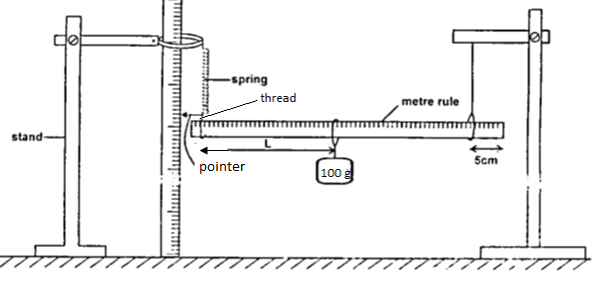 spring
thread
metre rule
stand
L
5cm
pointer
100 g